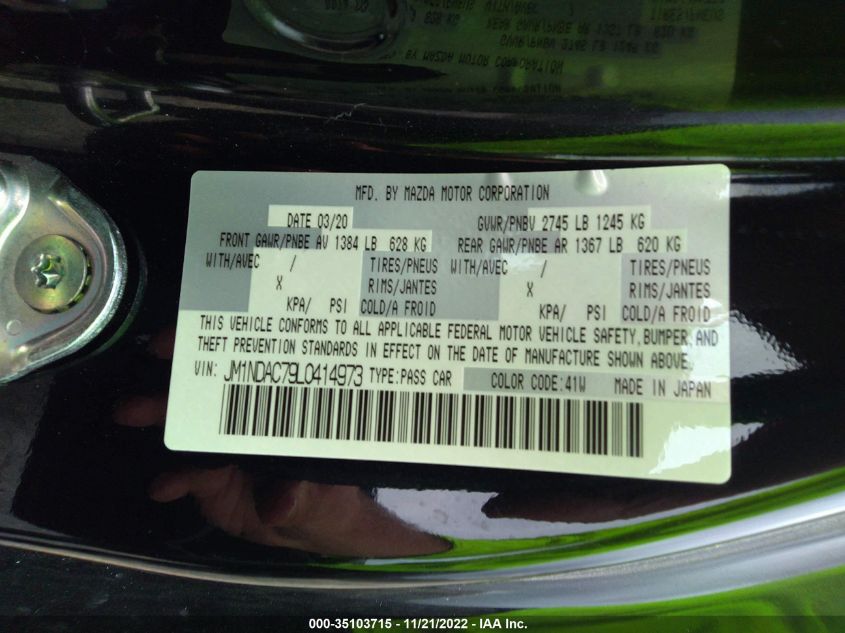 MFD. BY MAZDA MOTOR CORPORATION
DATE 03/20 GVWR/PNBV 2745 LB 1245 KG
FRONT GAWR/PNBE AV 1384 LB 628 KG REAR GAWR/PNBE AR 1367 LB 620 KG
WITH/AVEC / TIRES/PNEUS WITH/AVEC / TIRES/PNEUS
X RIMS/JANTES X RIMS/JANTES
KPA/ PSI COLD/A FROID KPA/ PSI COLD/A FROID
THIS VEHICLE CONFORMS TO ALL APPLICABLE FEDERAL MOTOR VEHICLE SAFETY, BUMPER, AND
THEFT PREVENTION STANDARDS IN EFFECT ON THE DATE OF MANUFACTURE SHOWN ABOVE.
VIN: JM1NDAC79L0414973 TYPE:PASS CAR COLOR CODE:41W MADE IN JAPAN
000-35103715 - 11/21/2022 - IAA Inc.